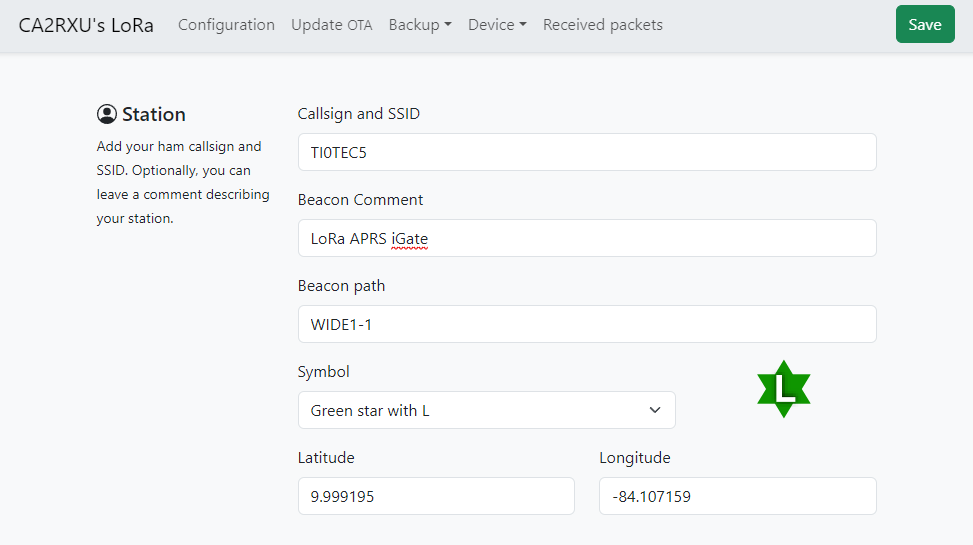 CA2RXU's LoRa Configuration Update OTA Backup Device Received packets Save
Station
Add your ham callsign and
SSID. Optionally, you can
leave a comment describing
your station.
Callsign and SSID
TI0TEC5
Beacon Comment
LoRa APRS iGate
Beacon path
WIDE1-1
Symbol
Green star with L
L
Latitude Longitude
9.999195 -84.107159